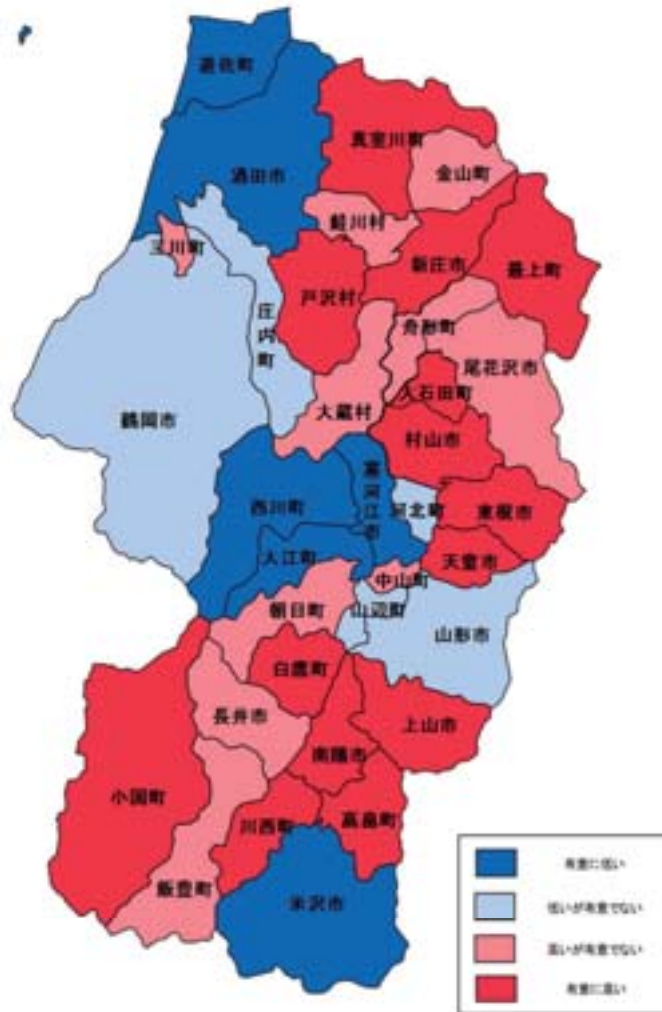 遊佐町
酒田市
真室川町
金山町
鮭川村
三川町
新庄市
最上町
戸沢村
庄内町
舟形町
尾花沢市
大石田町
大蔵村
鶴岡市
村山市
寒河江市
西川町
河北町
東根市
大江町
天童市
中山町
朝日町
山辺町
山形市
白鷹町
長井市
上山市
南陽市
小国町
川西町
高畠町
飯豊町
米沢市
有意に低い
低いが有意でない
高いが有意でない
有意に高い